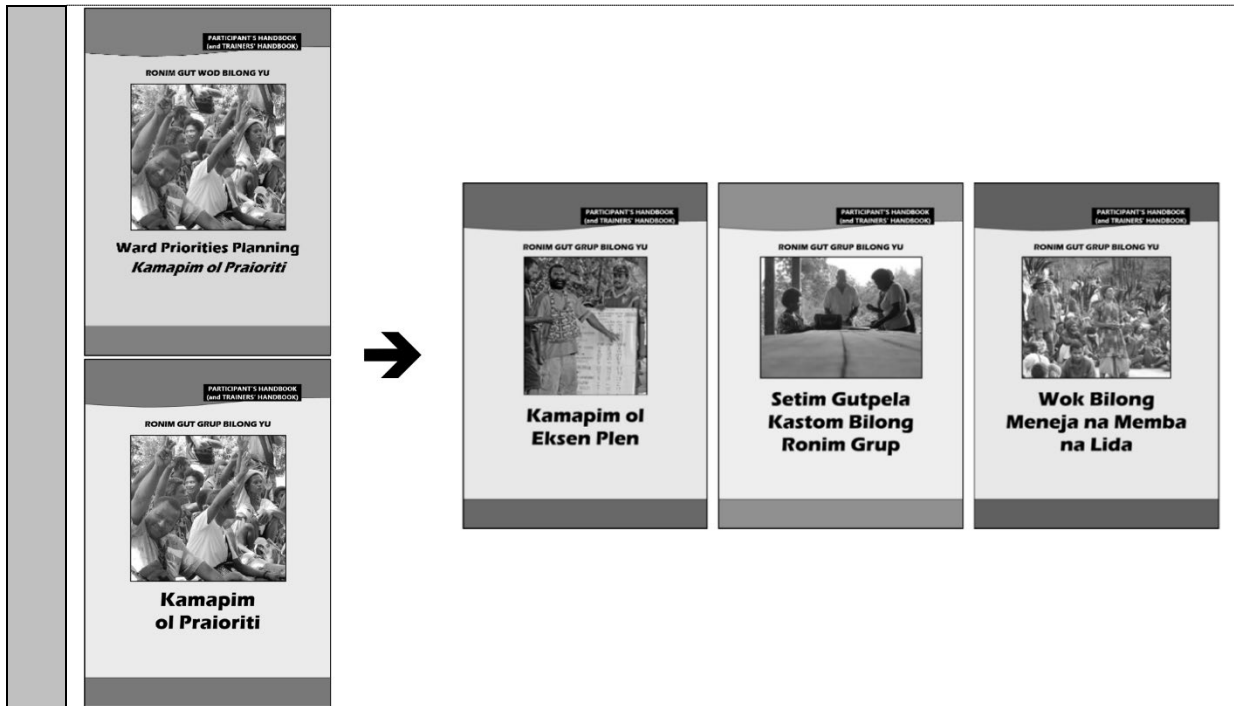 PARTICIPANT'S HANDBOOK
(and TRAINERS' HANDBOOK)
RONIM GUT WOD BILONG YU
Ward Priorities Planning
Kamapim ol Praioriti
PARTICIPANT'S HANDBOOK
(and TRAINERS' HANDBOOK)
RONIM GUT GRUP BILONG YU
Kamapim
ol Praioriti
PARTICIPANT'S HANDBOOK
(and TRAINERS' HANDBOOK)
RONIM GUT GRUP BILONG YU
Kamapim ol
Eksen Plen
PARTICIPANT'S HANDBOOK
(and TRAINERS' HANDBOOK)
RONIM GUT GRUP BILONG YU
Setim Gutpela
Kastom Bilong
Ronim Grup
PARTICIPANT'S HANDBOOK
(and TRAINERS' HANDBOOK)
RONIM GUT GRUP BILONG YU
Wok Bilong
Meneja na Memba
na Lida